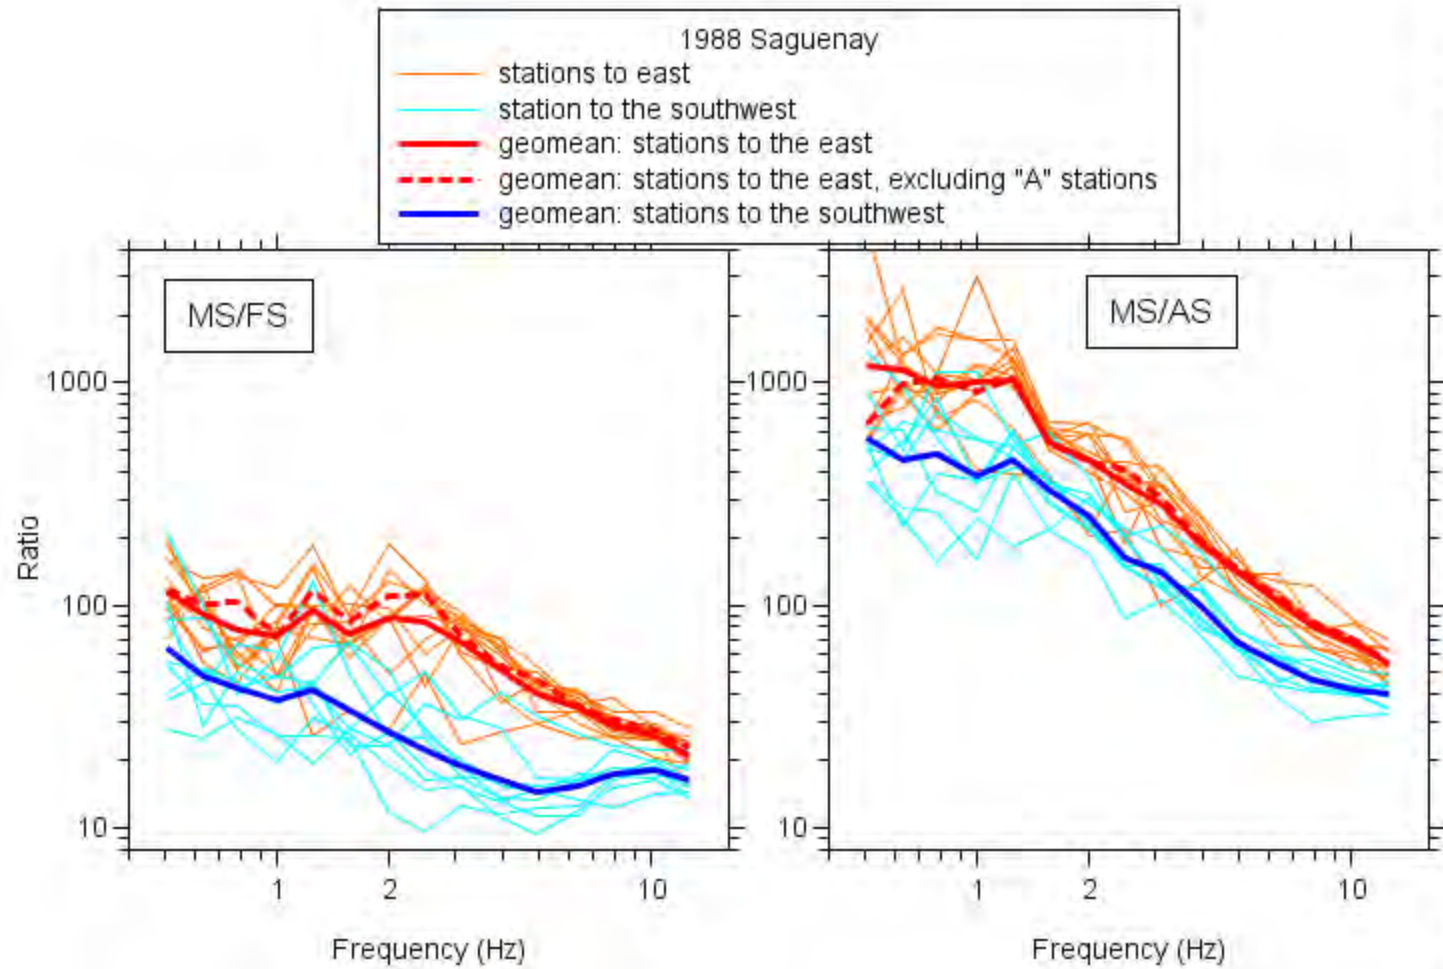 1988 Saguenay
stations to east
station to the southwest
geomean: stations to the east
geomean: stations to the east, excluding "A" stations
geomean: stations to the southwest
MS/FS
MS/AS
Ratio
1000
100
10
1000
100
10
1 2 10
1 2 10
Frequency (Hz)
Frequency (Hz)